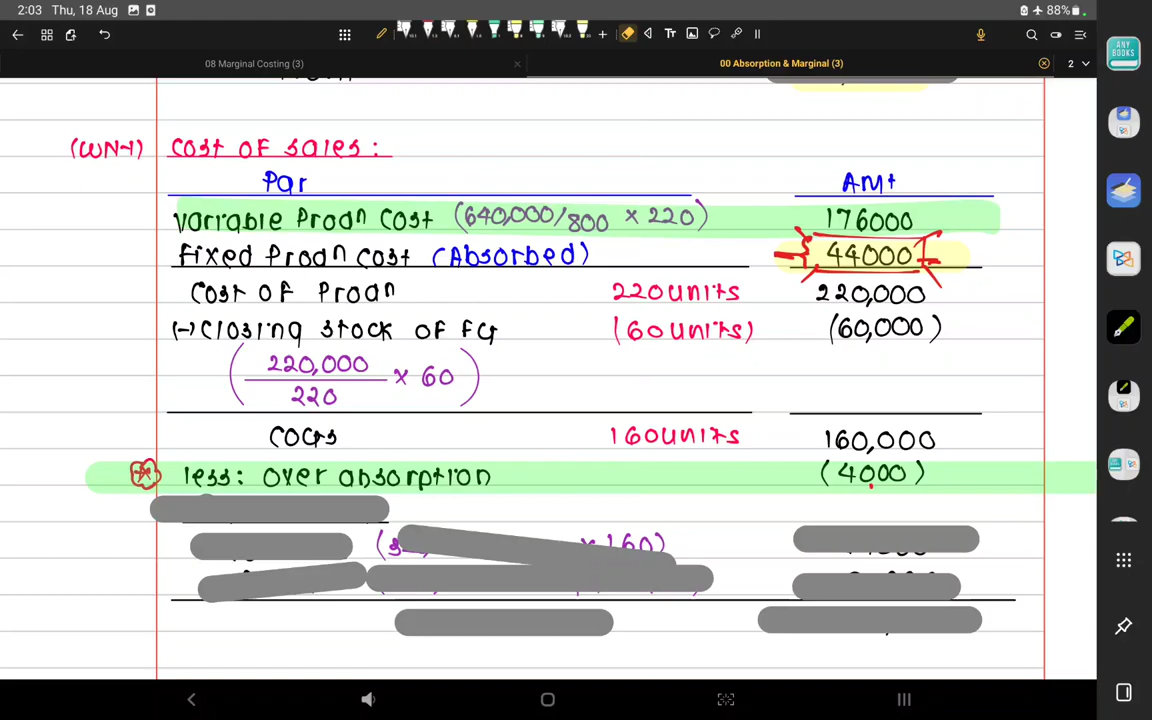 2:03 Thu, 18 Aug 88%
Tт
08 Marginal Costing (3) × 00 Absorption & Marginal (3) 2
ANY BOOKS
(WN-1) Cost OF Sales :
Par AMt
Variable Prodn Cost (640,000/800 × 220) 176000
Fixed Prodn Cost (Absorbed) 44000
Cost OF Prodn 220units 220,000
(-) Closing Stock of FG (60units) (60,000)
(220,000/220 × 60)
COGS 160units 160,000
less: Over absorption (4000)
× 160)